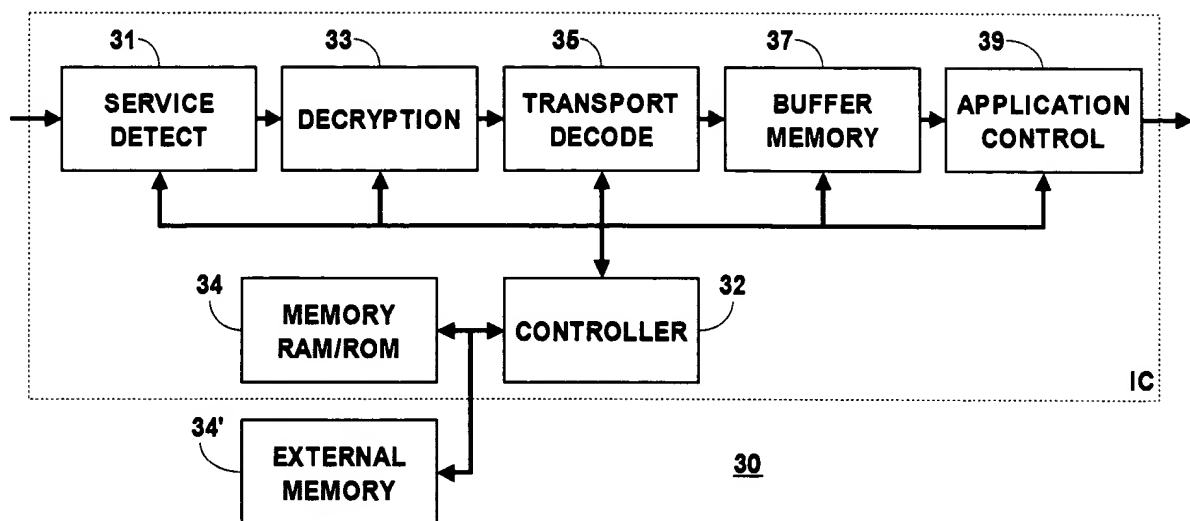 31
33
35
37
39
SERVICE
DETECT
DECRYPTION
TRANSPORT
DECODE
BUFFER
MEMORY
APPLICATION
CONTROL
34
MEMORY
RAM/ROM
32
CONTROLLER
IC
34'
EXTERNAL
MEMORY
30